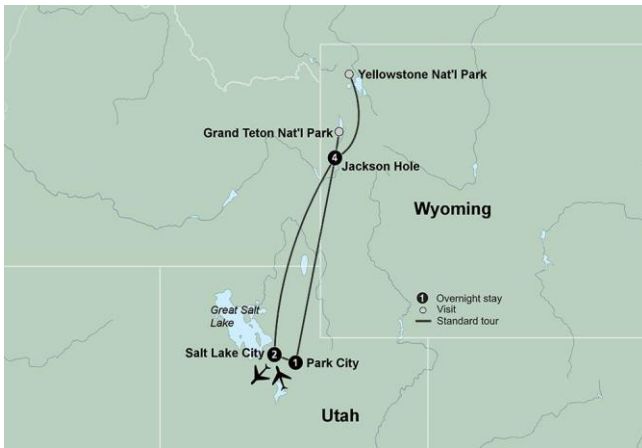 Yellowstone Nat'l Park
Grand Teton Nat'l Park
4
Jackson Hole
Wyoming
1 Overnight stay
Visit
Standard tour
Great Salt
Lake
Salt Lake City
2
1
Park City
Utah